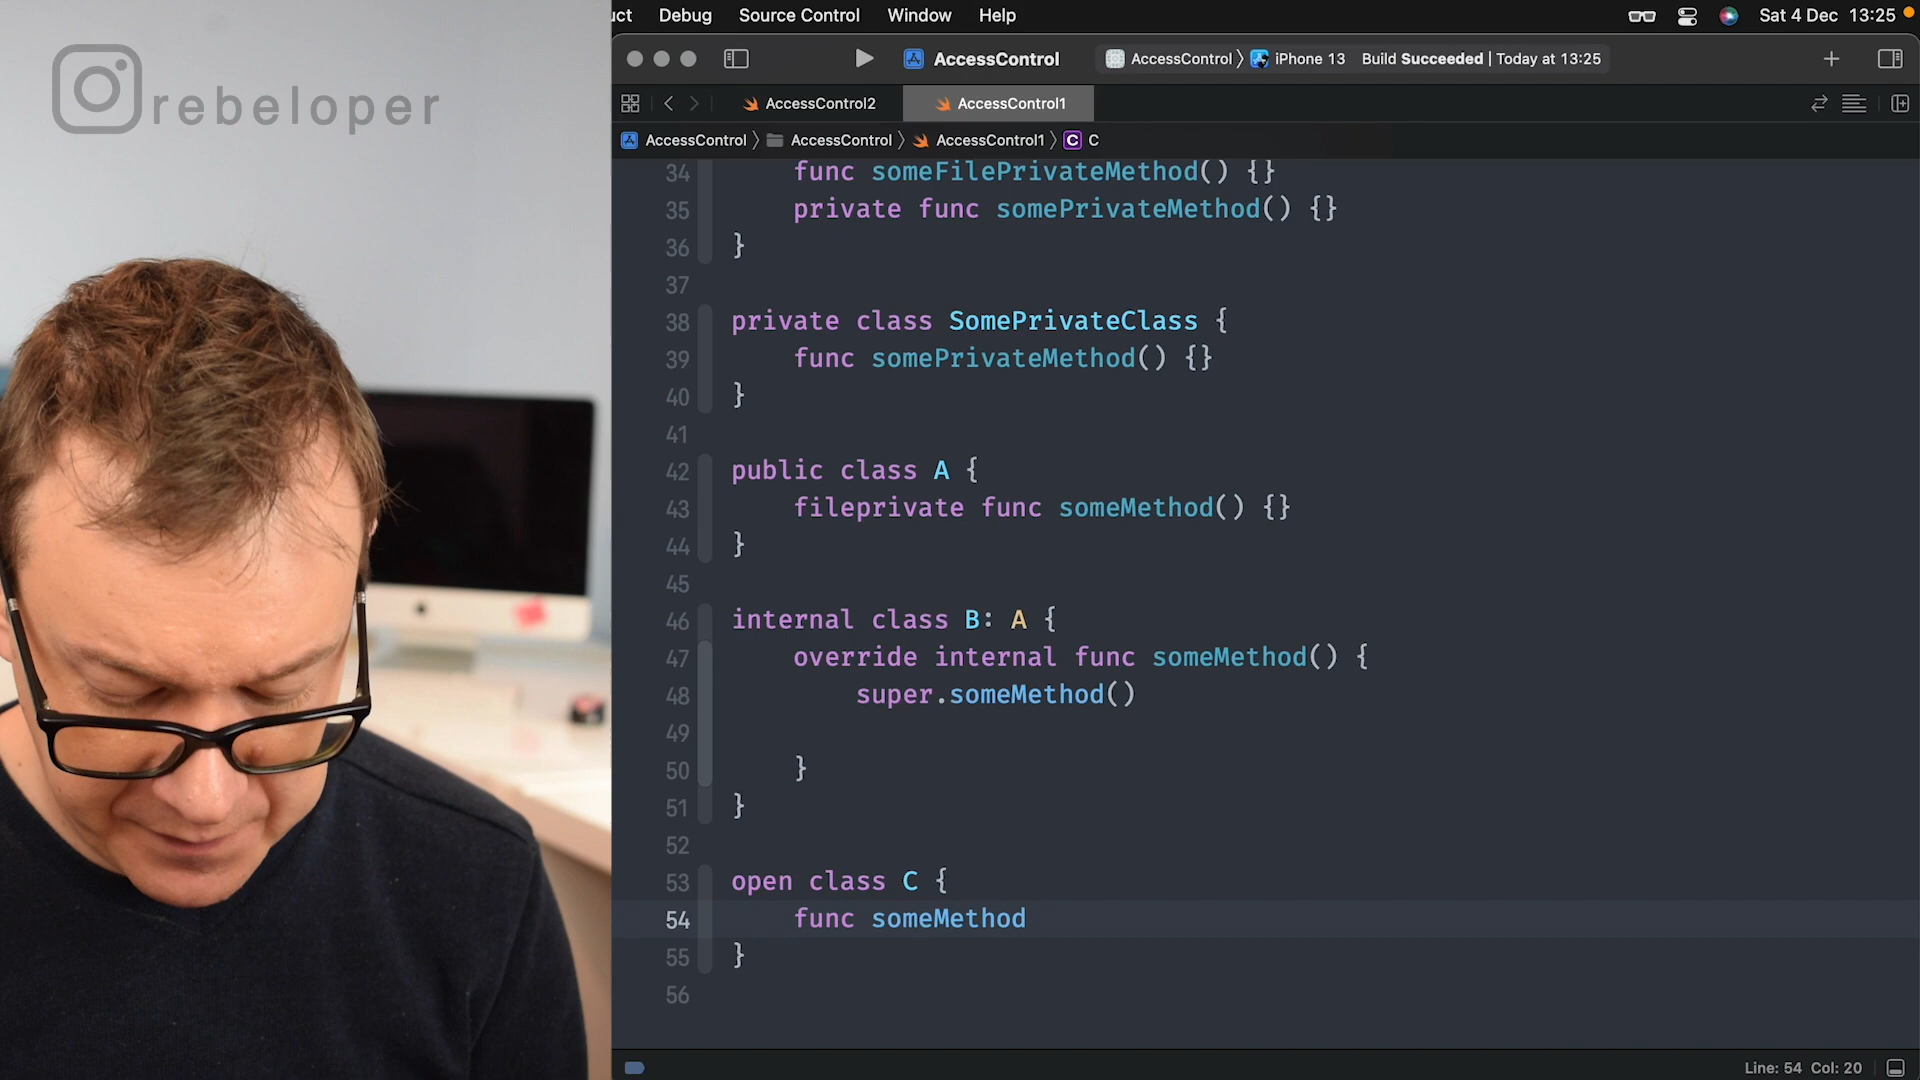 rebeloper
uct Debug Source Control Window Help Sat 4 Dec 13:25
AccessControl AccessControl iPhone 13 Build Succeeded | Today at 13:25
AccessControl2 AccessControl1
AccessControl AccessControl AccessControl1 C C
34 func someFilePrivateMethod() {}
35 private func somePrivateMethod() {}
36 }
37
38 private class SomePrivateClass {
39 func somePrivateMethod() {}
40 }
41
42 public class A {
43 fileprivate func someMethod() {}
44 }
45
46 internal class B: A {
47 override internal func someMethod() {
48 super.someMethod()
49
50 }
51 }
52
53 open class C {
54 func someMethod
55 }
56
Line: 54 Col: 20